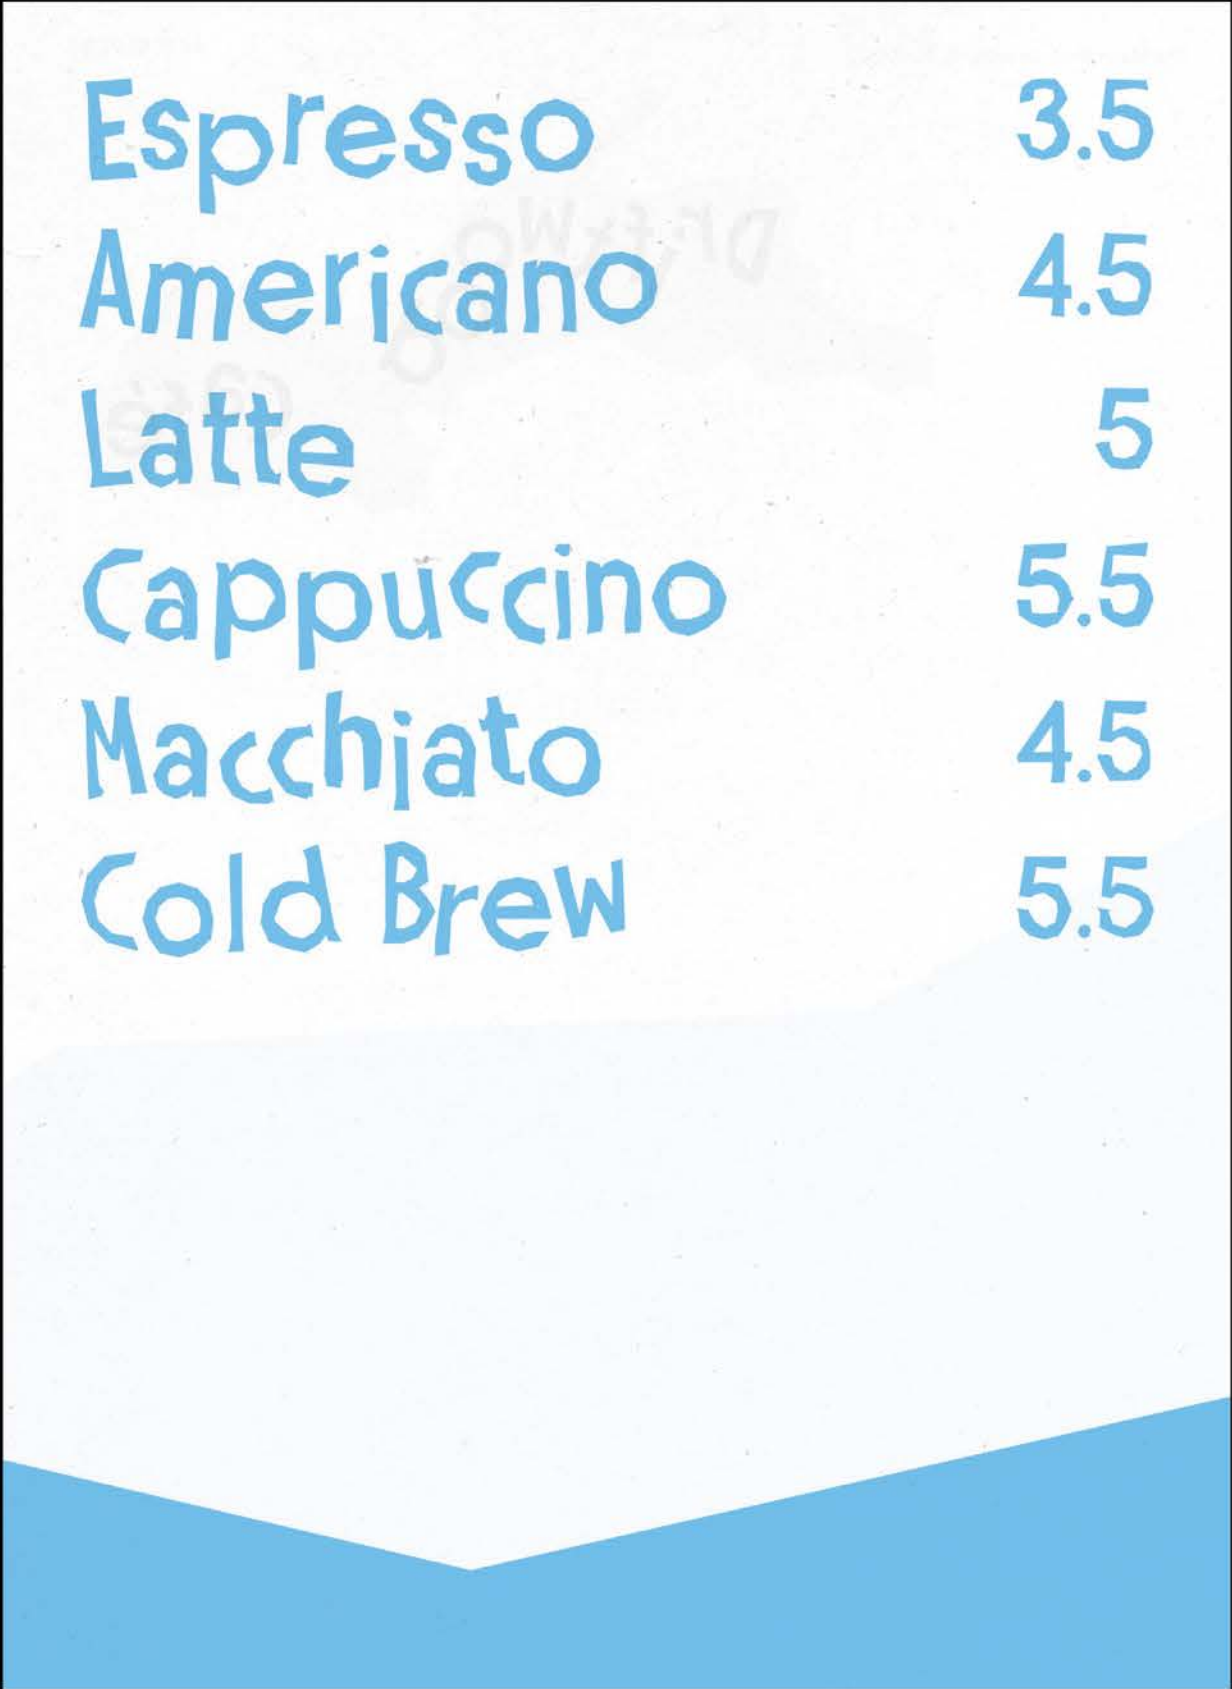 Espresso 3.5
Americano 4.5
Latte 5
Cappuccino 5.5
Macchiato 4.5
Cold Brew 5.5